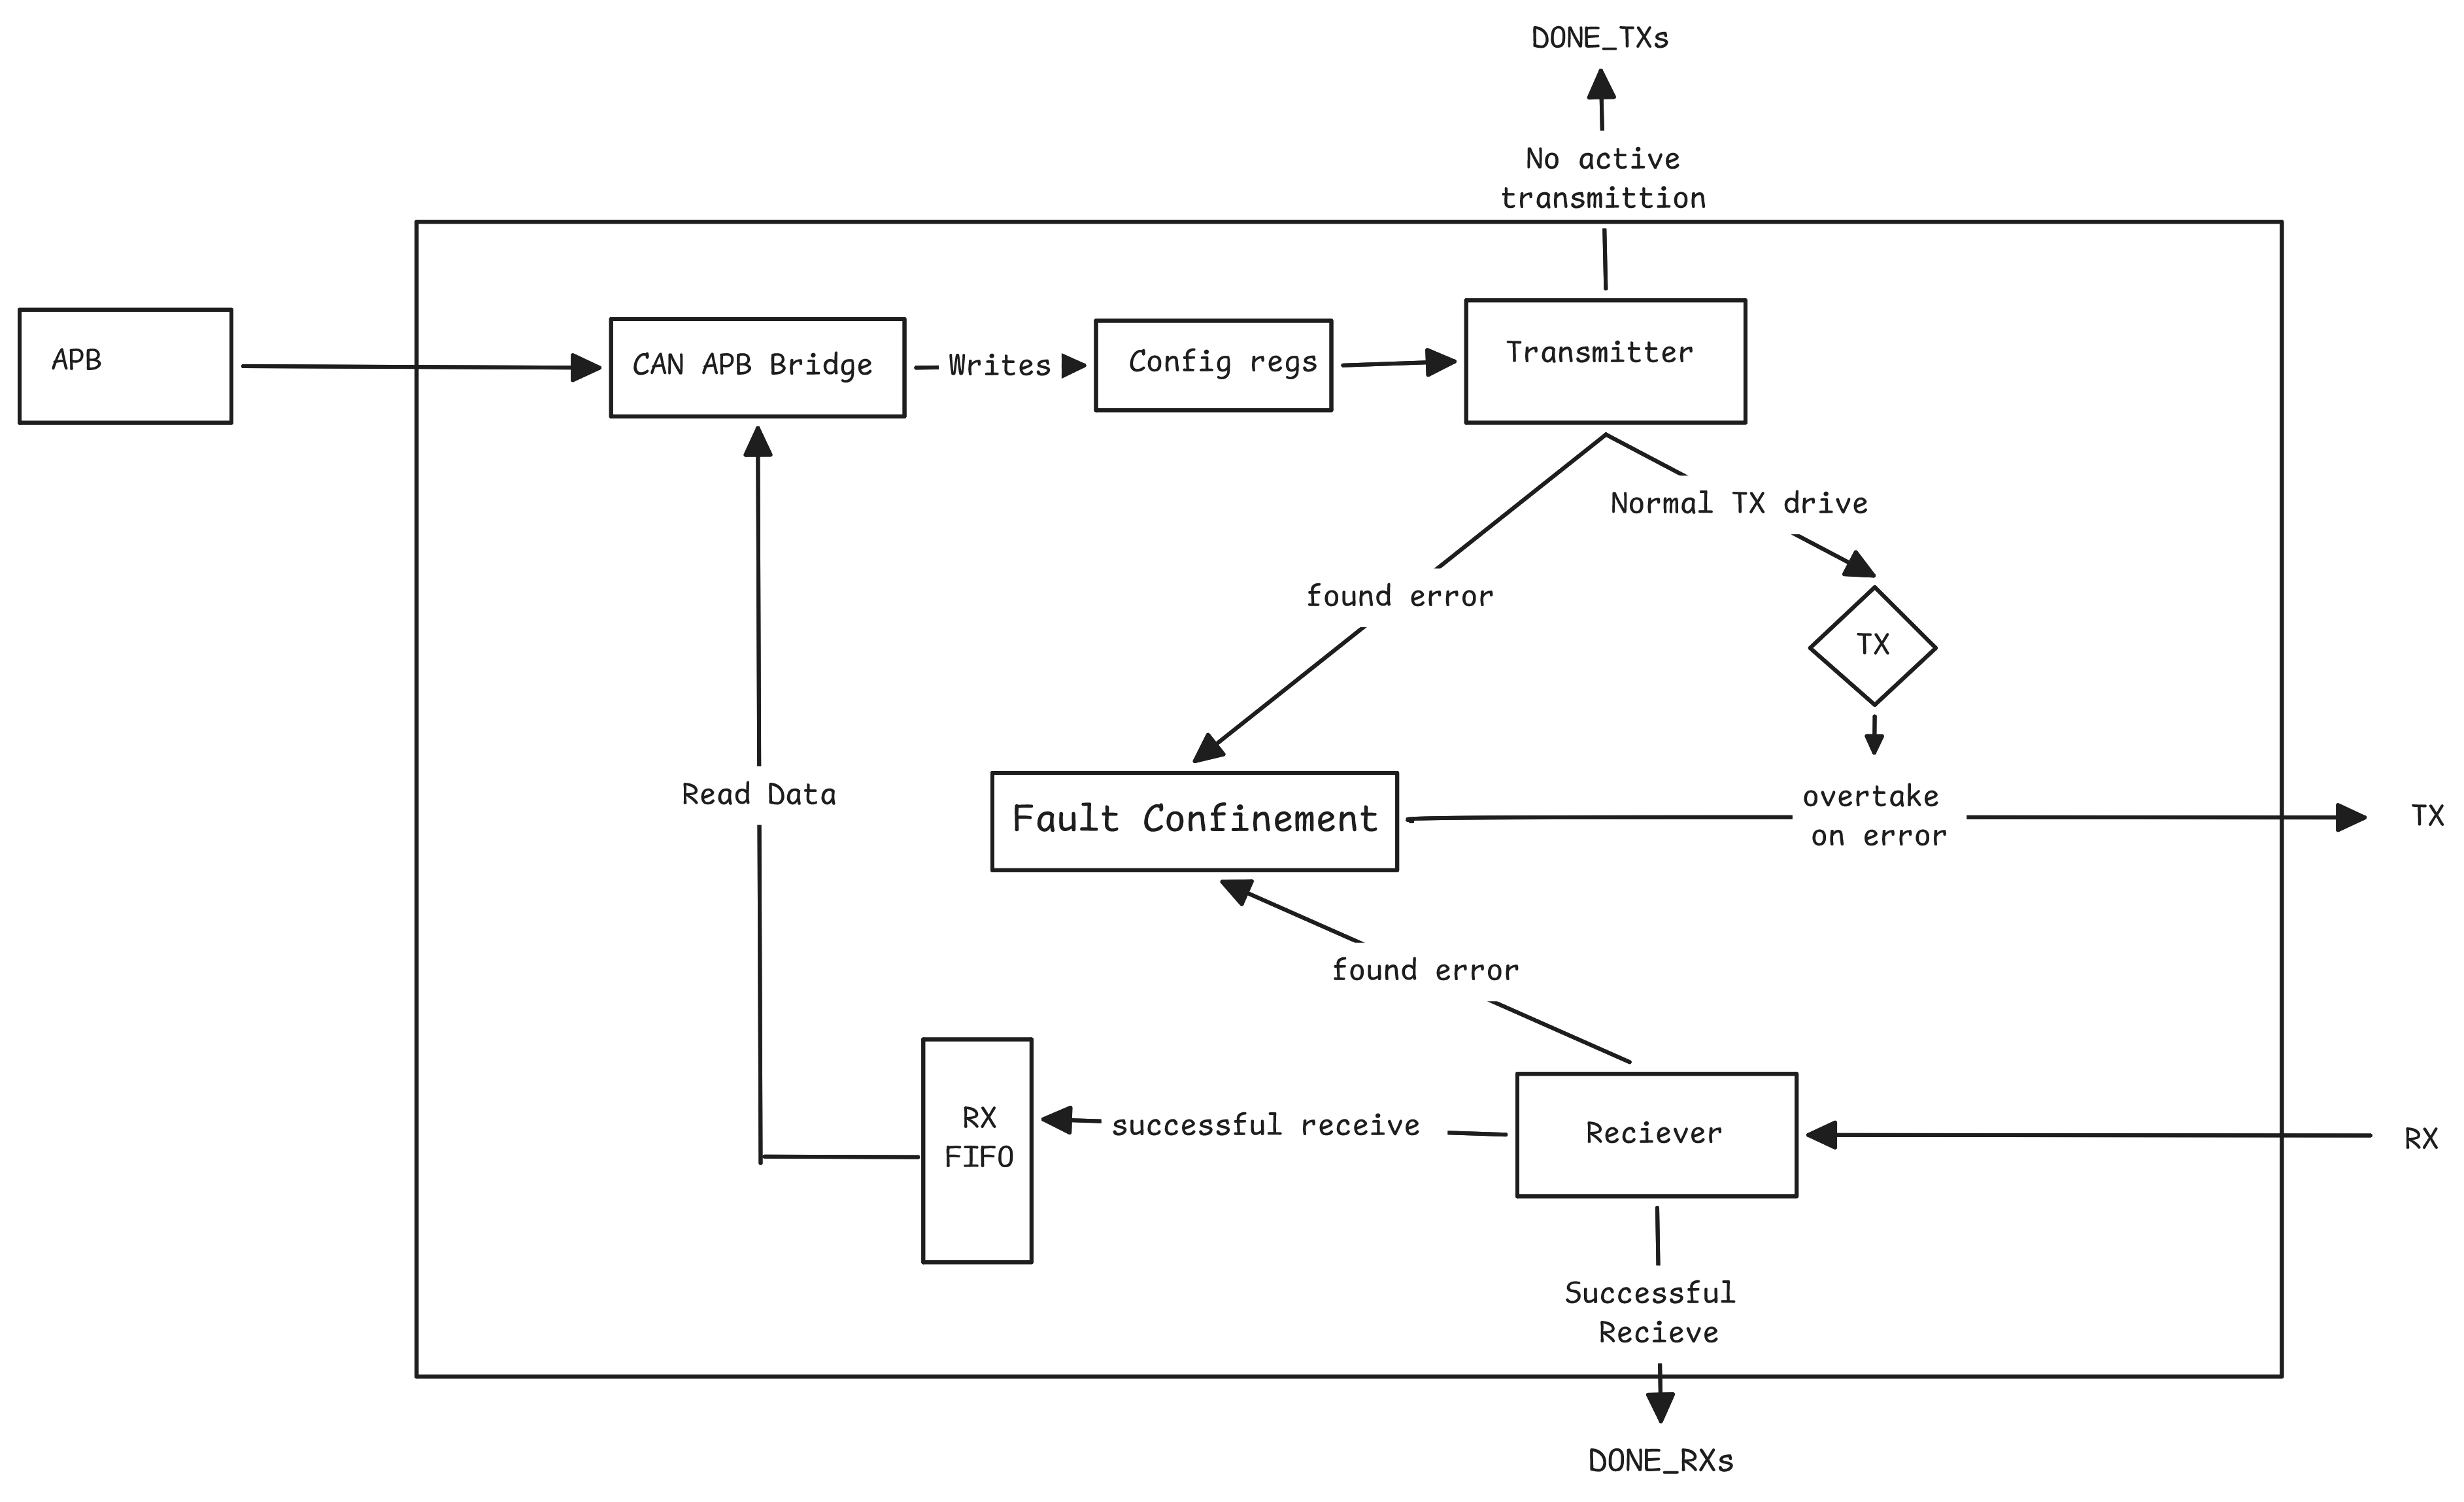 DONE_TXs
No active
transmittion
APB
CAN APB Bridge
Writes
Config regs
Transmitter
Normal TX drive
found error
TX
Read Data
Fault Confinement
overtake
on error
TX
found error
RX
FIFO
successful receive
Reciever
RX
Successful
Recieve
DONE_RXs